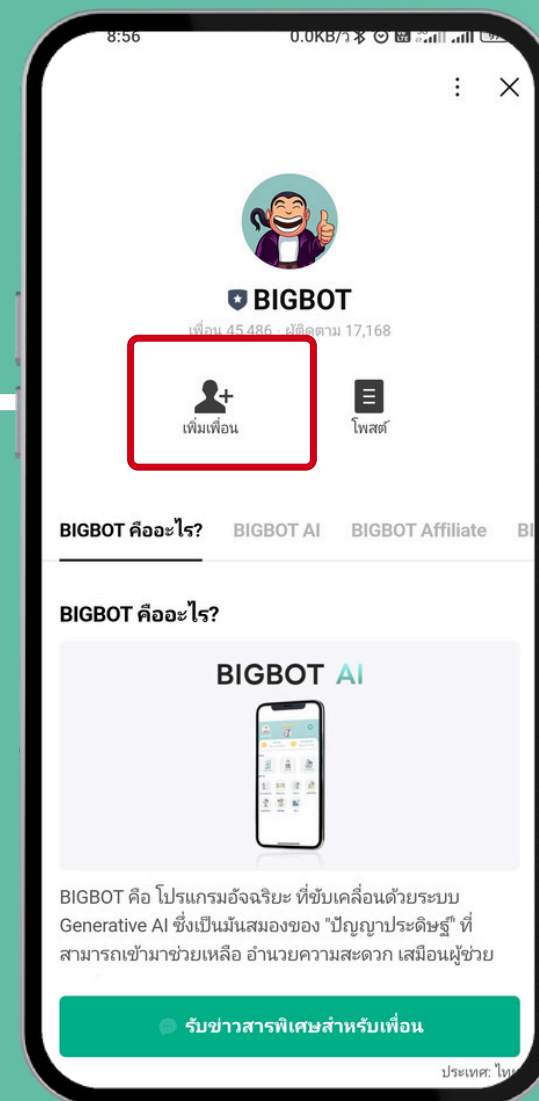 8:56 0.0KB/ว
BIGBOT
เพื่อน 45,486 · ผู้ติดตาม 17,168
เพิ่มเพื่อน โพสต์
BIGBOT คืออะไร? BIGBOT AI BIGBOT Affiliate BI
BIGBOT คืออะไร?
BIGBOT AI
BIGBOT คือ โปรแกรมอัจฉริยะ ที่ขับเคลื่อนด้วยระบบ
Generative AI ซึ่งเป็นมันสมองของ "ปัญญาประดิษฐ์" ที่
สามารถเข้ามาช่วยเหลือ อำนวยความสะดวก เสมือนผู้ช่วย
รับข่าวสารพิเศษสำหรับเพื่อน
ประเทศ: ไทย